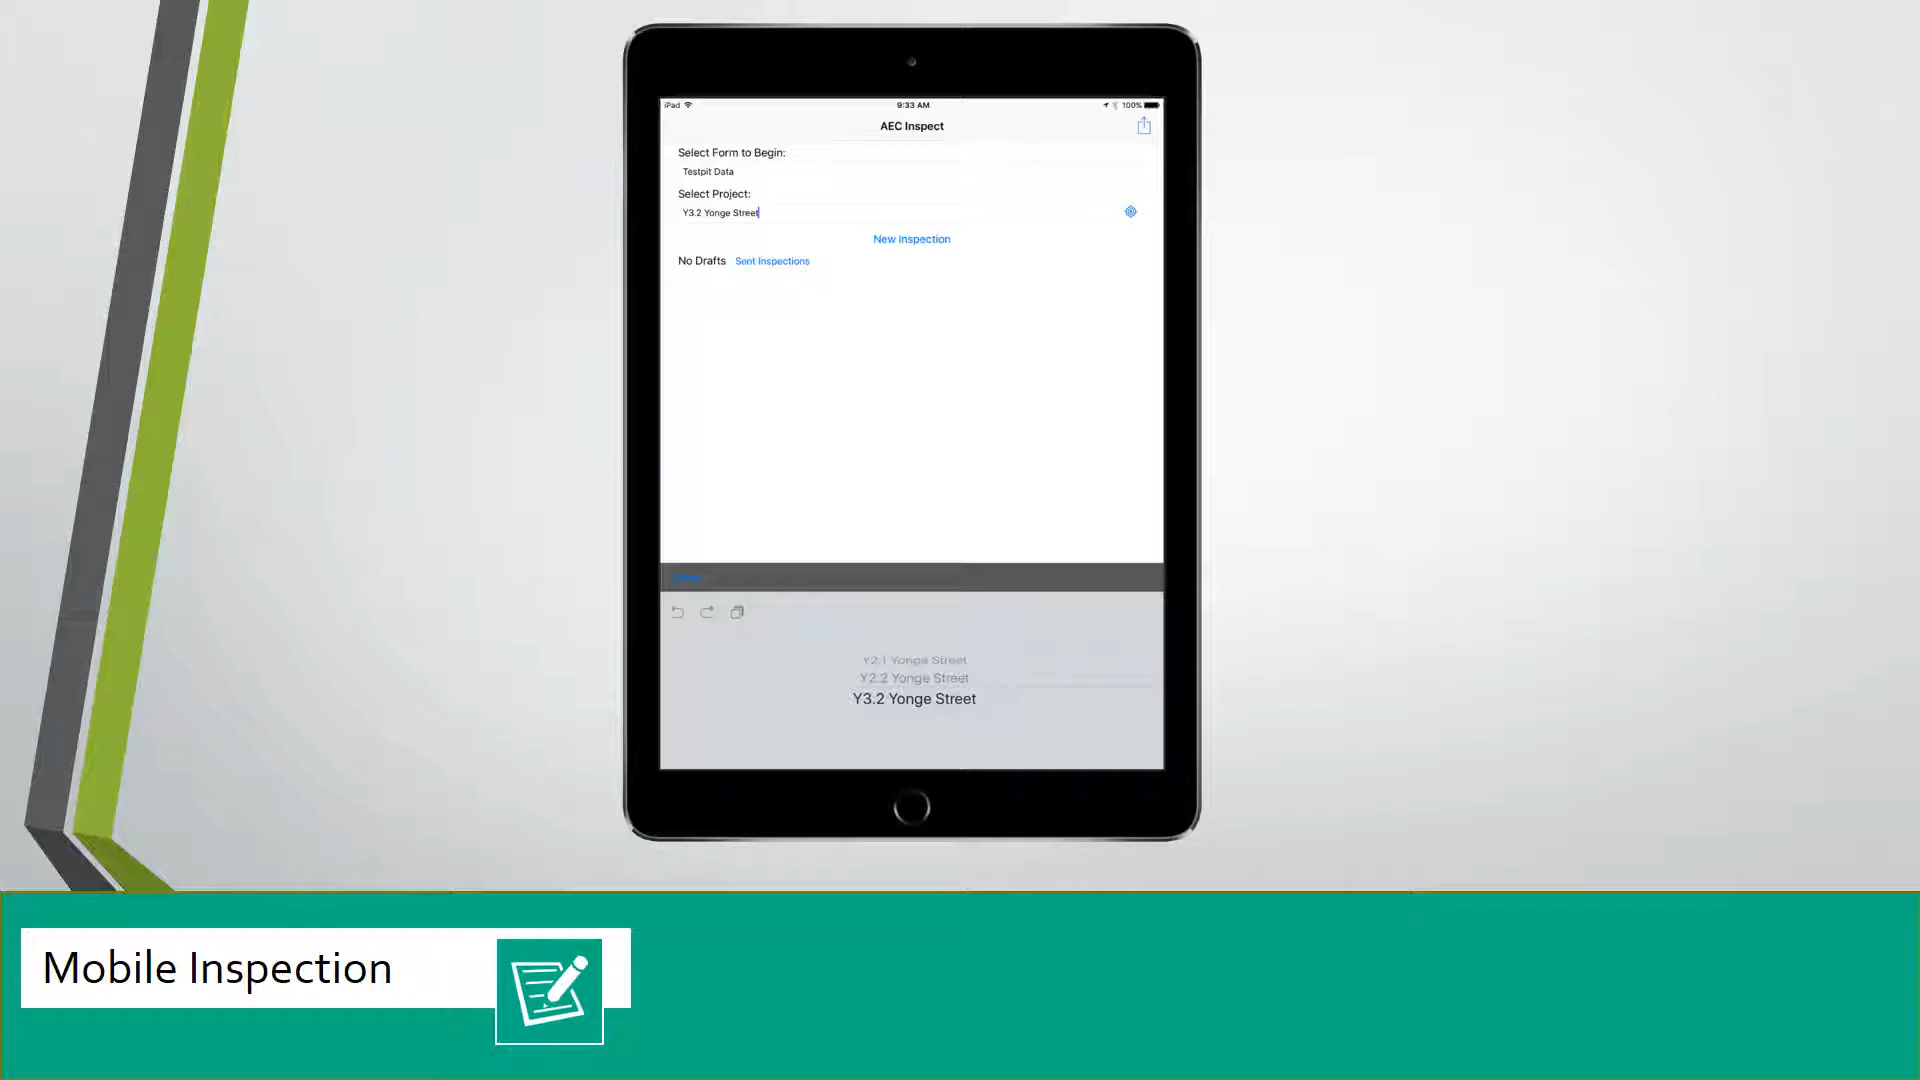 iPad 9:33 AM 100%
AEC Inspect
Select Form to Begin:
Testpit Data
Select Project:
Y3.2 Yonge Street
New Inspection
No Drafts Sent Inspections
Y2.1 Yonge Street
Y2.2 Yonge Street
Y3.2 Yonge Street
Mobile Inspection